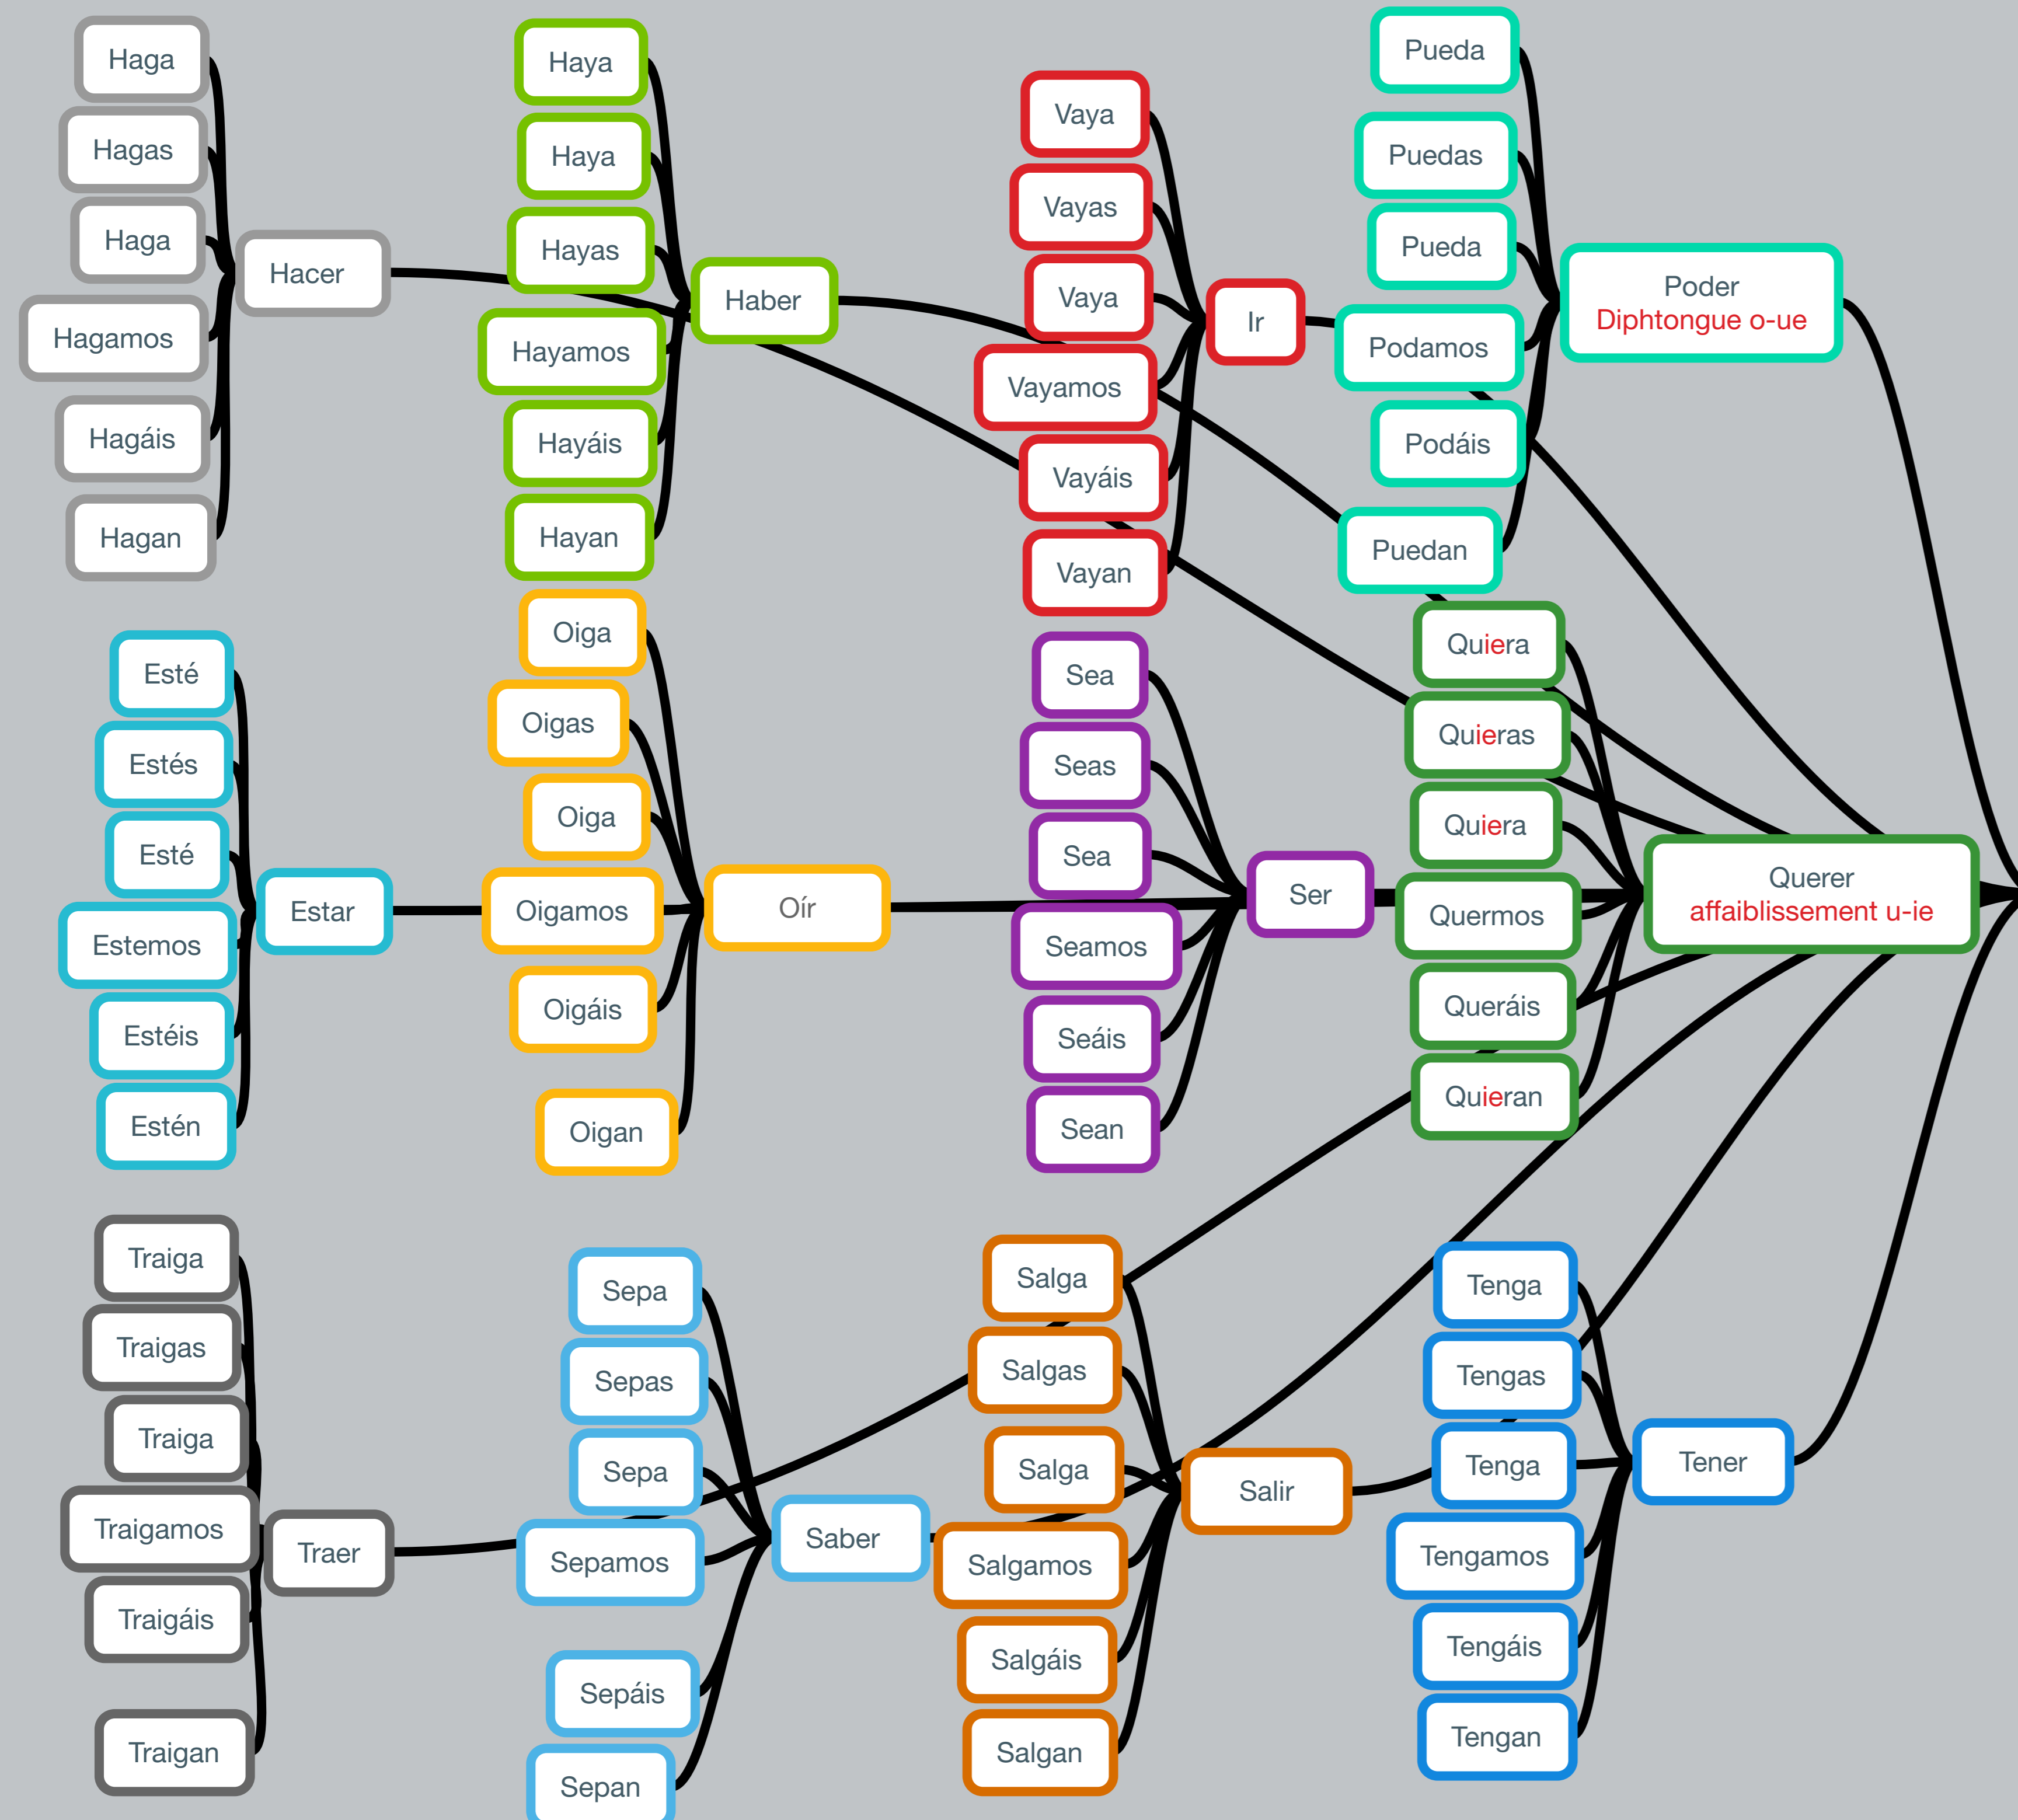 Haga
Hagas
Haga
Hagamos
Hagáis
Hagan
Hacer
Haya
Haya
Hayas
Hayamos
Hayáis
Hayan
Haber
Vaya
Vayas
Vaya
Vayamos
Vayáis
Vayan
Ir
Pueda
Puedas
Pueda
Podamos
Podáis
Puedan
Poder
Diphtongue o-ue
Esté
Estés
Esté
Estemos
Estéis
Estén
Estar
Oiga
Oigas
Oiga
Oigamos
Oigáis
Oigan
Oír
Sea
Seas
Sea
Seamos
Seáis
Sean
Ser
Quiera
Quieras
Quiera
Quermos
Queráis
Quieran
Querer
affaiblissement u-ie
Traiga
Traigas
Traiga
Traigamos
Traigáis
Traigan
Traer
Sepa
Sepas
Sepa
Sepamos
Sepáis
Sepan
Saber
Salga
Salgas
Salga
Salgamos
Salgáis
Salgan
Salir
Tenga
Tengas
Tenga
Tengamos
Tengáis
Tengan
Tener